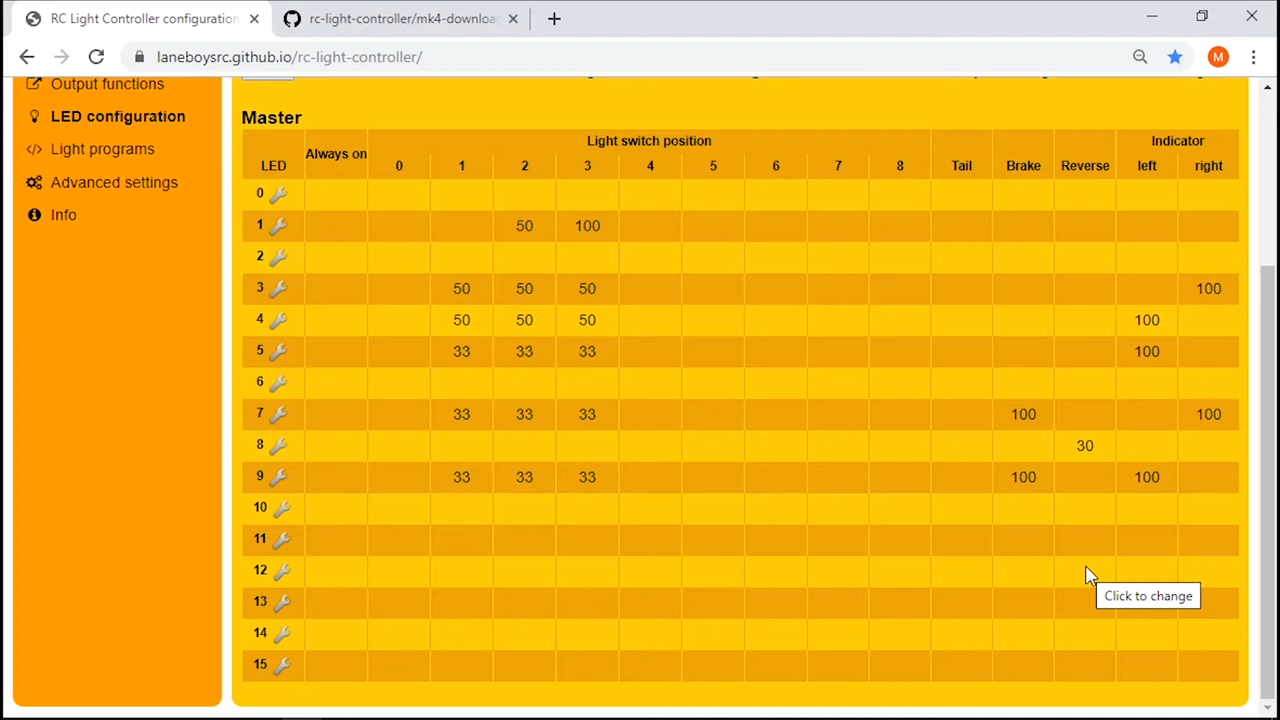 RC Light Controller configuration
rc-light-controller/mk4-download
laneboysrc.github.io/rc-light-controller/
M
Output functions
LED configuration
Light programs
Advanced settings
Info
Master
Light switch position Indicator
LED Always on 0 1 2 3 4 5 6 7 8 Tail Brake Reverse left right
0
1 50 100
2
3 50 50 50 100
4 50 50 50 100
5 33 33 33 100
6
7 33 33 33 100 100
8 30
9 33 33 33 100 100
10
11
12
13
14
15
Click to change